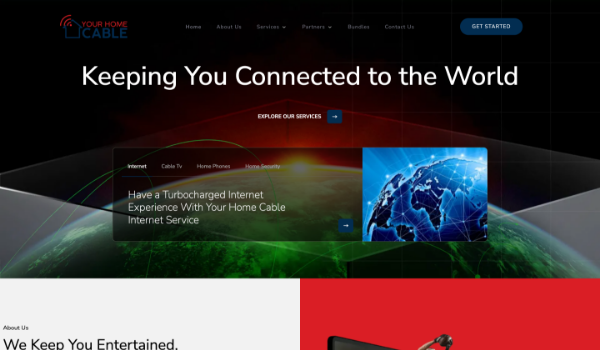 YOUR HOME
CABLE
Home About Us Services Partners Bundles Contact Us
GET STARTED
Keeping You Connected to the World
EXPLORE OUR SERVICES
Internet Cable Tv Home Phones Home Security
Have a Turbocharged Internet
Experience With Your Home Cable
Internet Service
About Us
We Keep You Entertained.